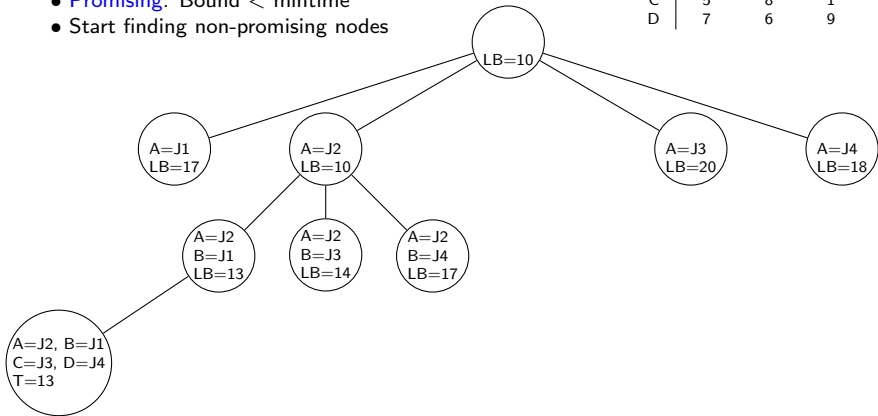 • Promising: Bound < mintime
• Start finding non-promising nodes
C 5 8 1
D 7 6 9
LB=10
A=J1
LB=17
A=J2
LB=10
A=J3
LB=20
A=J4
LB=18
A=J2
B=J1
LB=13
A=J2
B=J3
LB=14
A=J2
B=J4
LB=17
A=J2, B=J1
C=J3, D=J4
T=13